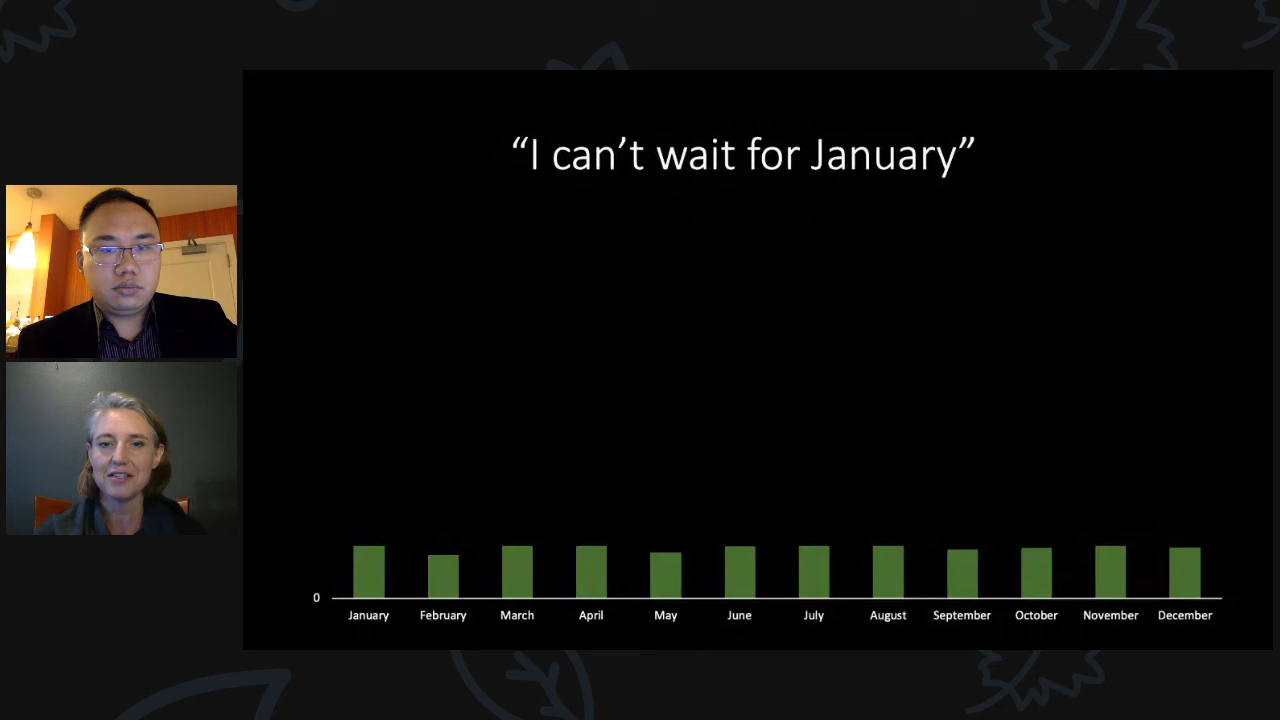 “I can’t wait for January”
0
January February March April May June July August September October November December